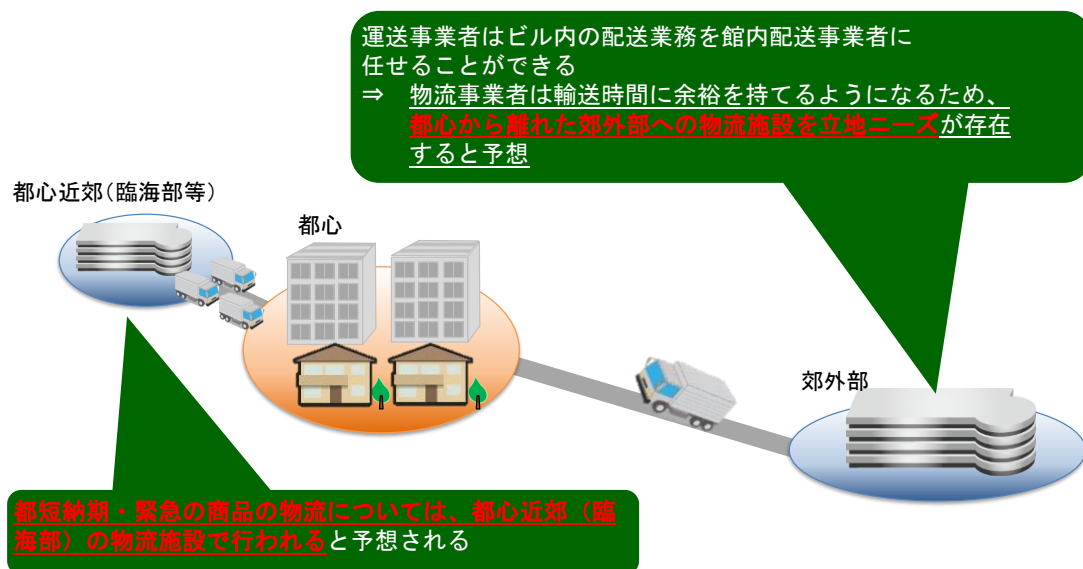 運送事業者はビル内の配送業務を館内配送事業者に
任せることができる
⇒ 物流事業者は輸送時間に余裕を持てるようになるため、
都心から離れた郊外部への物流施設を立地ニーズが存在
すると予想
都心近郊(臨海部等)
都心
郊外部
都短納期・緊急の商品の物流については、都心近郊（臨
海部）の物流施設で行われると予想される